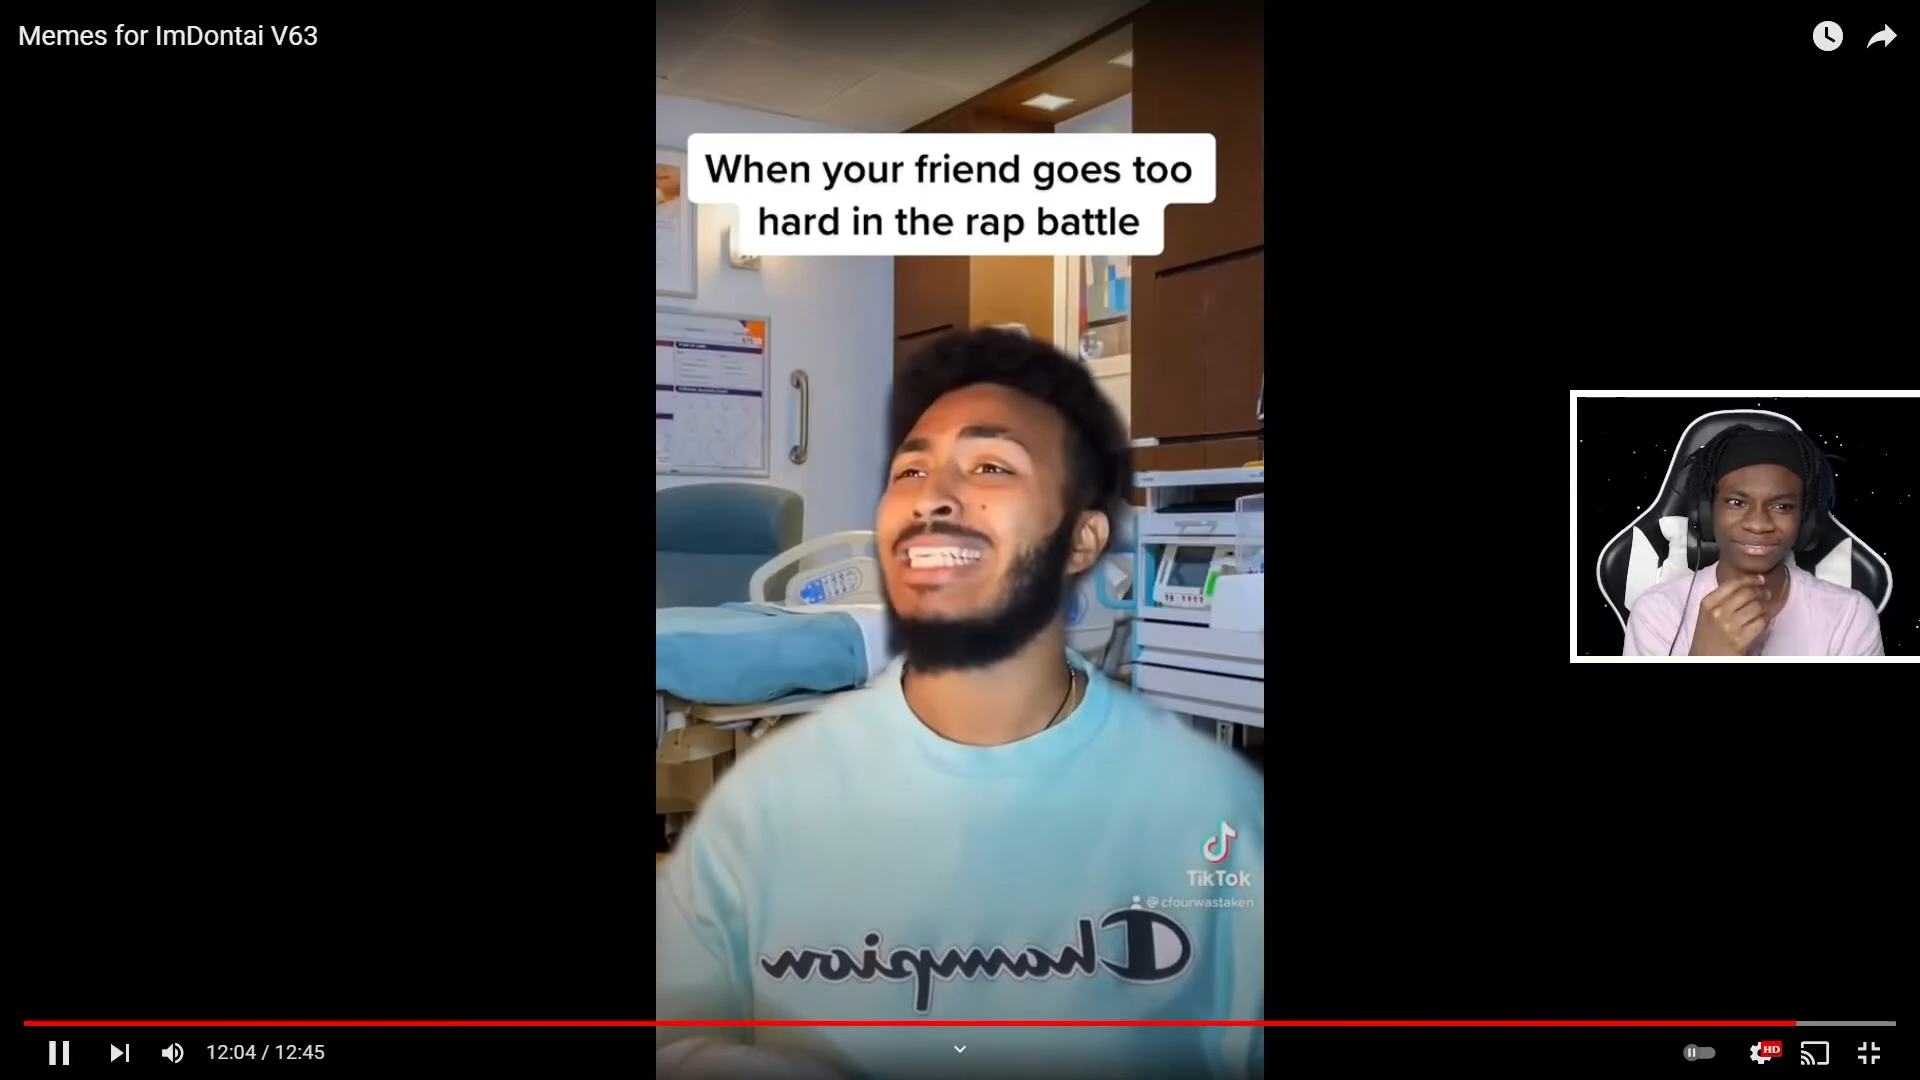 Memes for ImDontai V63
When your friend goes too
hard in the rap battle
TikTok
@cfourwastaken
Champion
12:04 / 12:45
HD